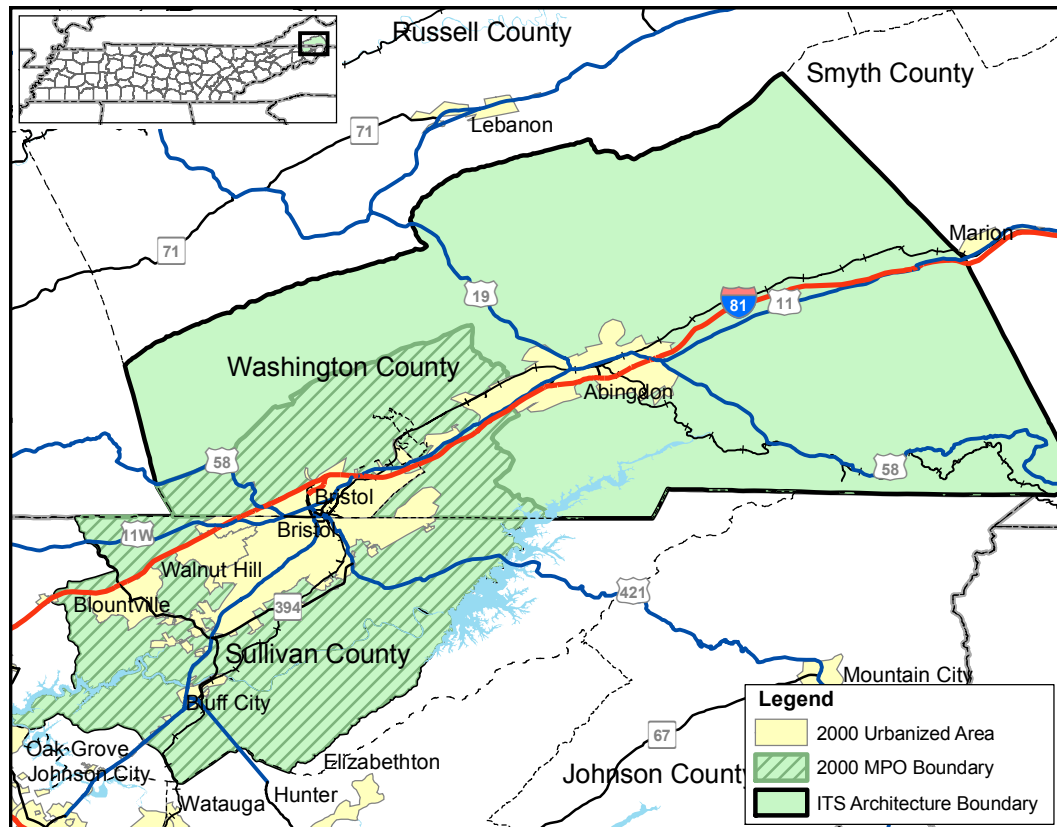 Russell County
Smyth County
71
Lebanon
71
Marion
19
81
11
Washington County
Abingdon
58
58
Bristol
11W
Bristol
Walnut Hill
Blountville
394
421
Sullivan County
Mountain City
Bluff City
Legend
2000 Urbanized Area
67
Oak Grove
Johnson City
Elizabethton
Johnson County
2000 MPO Boundary
Watauga
Hunter
ITS Architecture Boundary